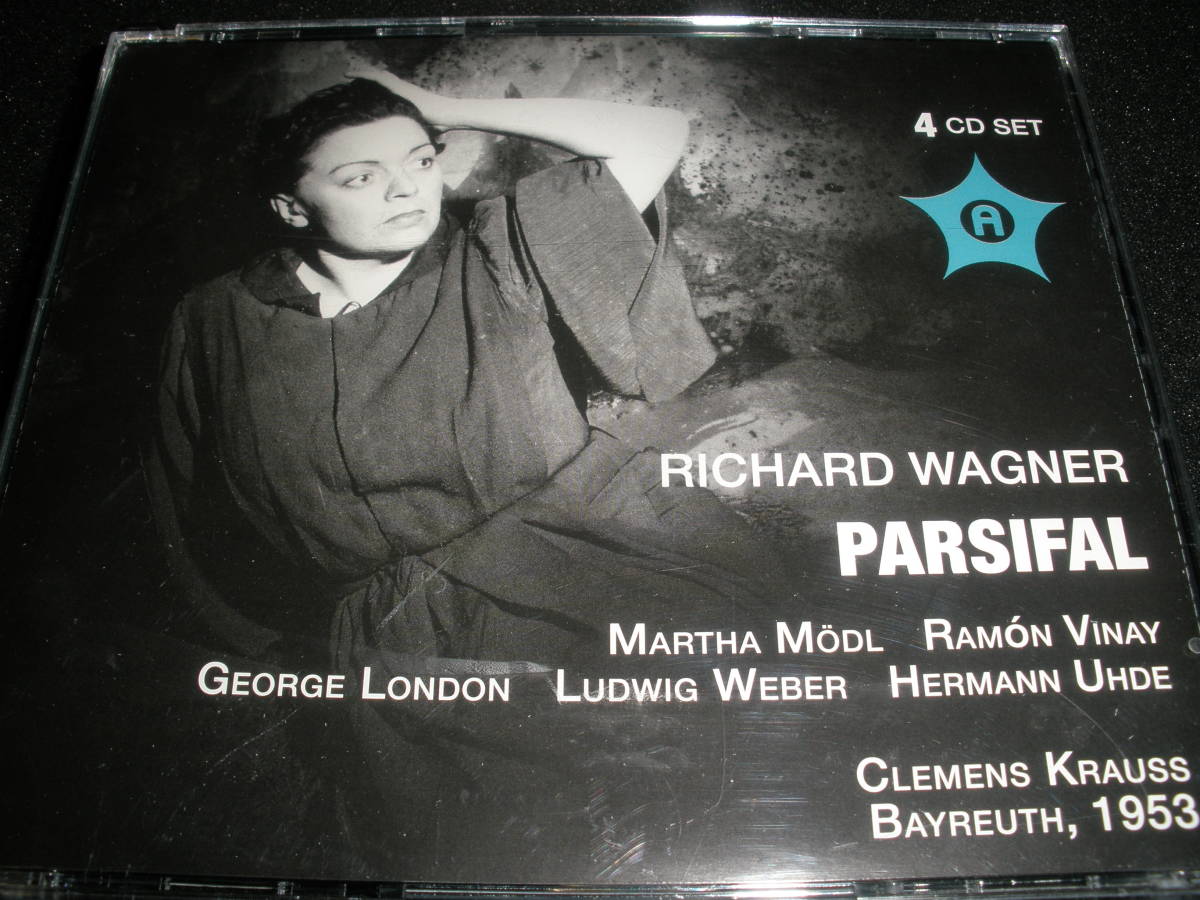 4 CD SET
A
RICHARD WAGNER
PARSIFAL
MARTHA MÖDL RAMÓN VINAY
GEORGE LONDON LUDWIG WEBER HERMANN UHDE
CLEMENS KRAUSS
BAYREUTH, 1953